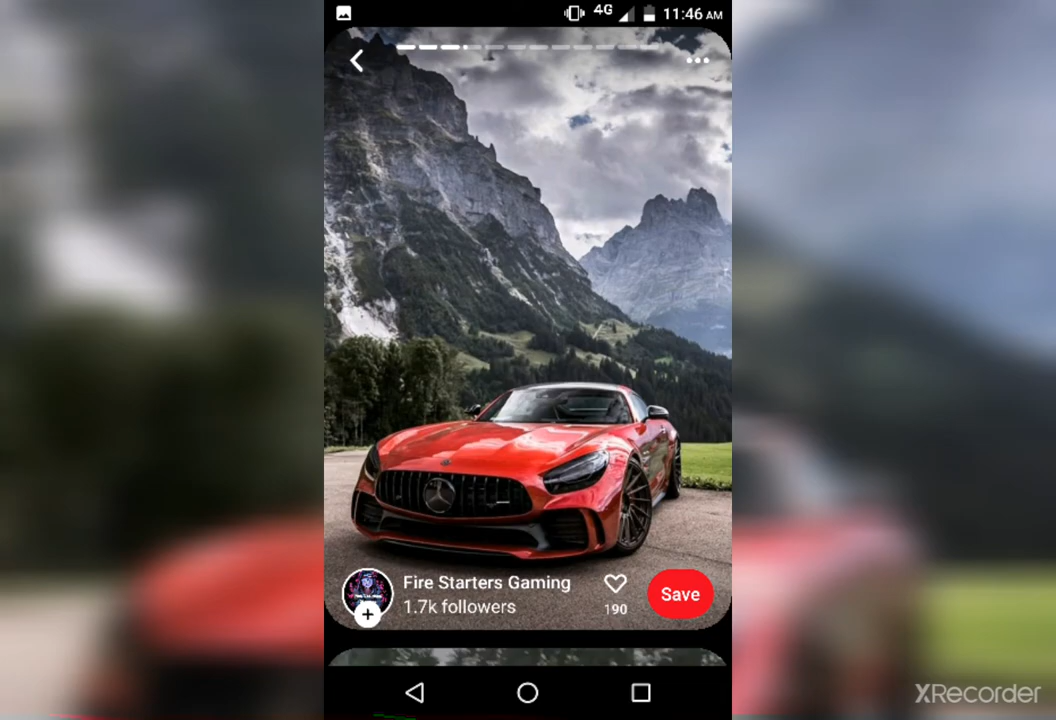 4G 11:46 AM
Fire Starters Gaming
1.7k followers
190
Save
XRecorder